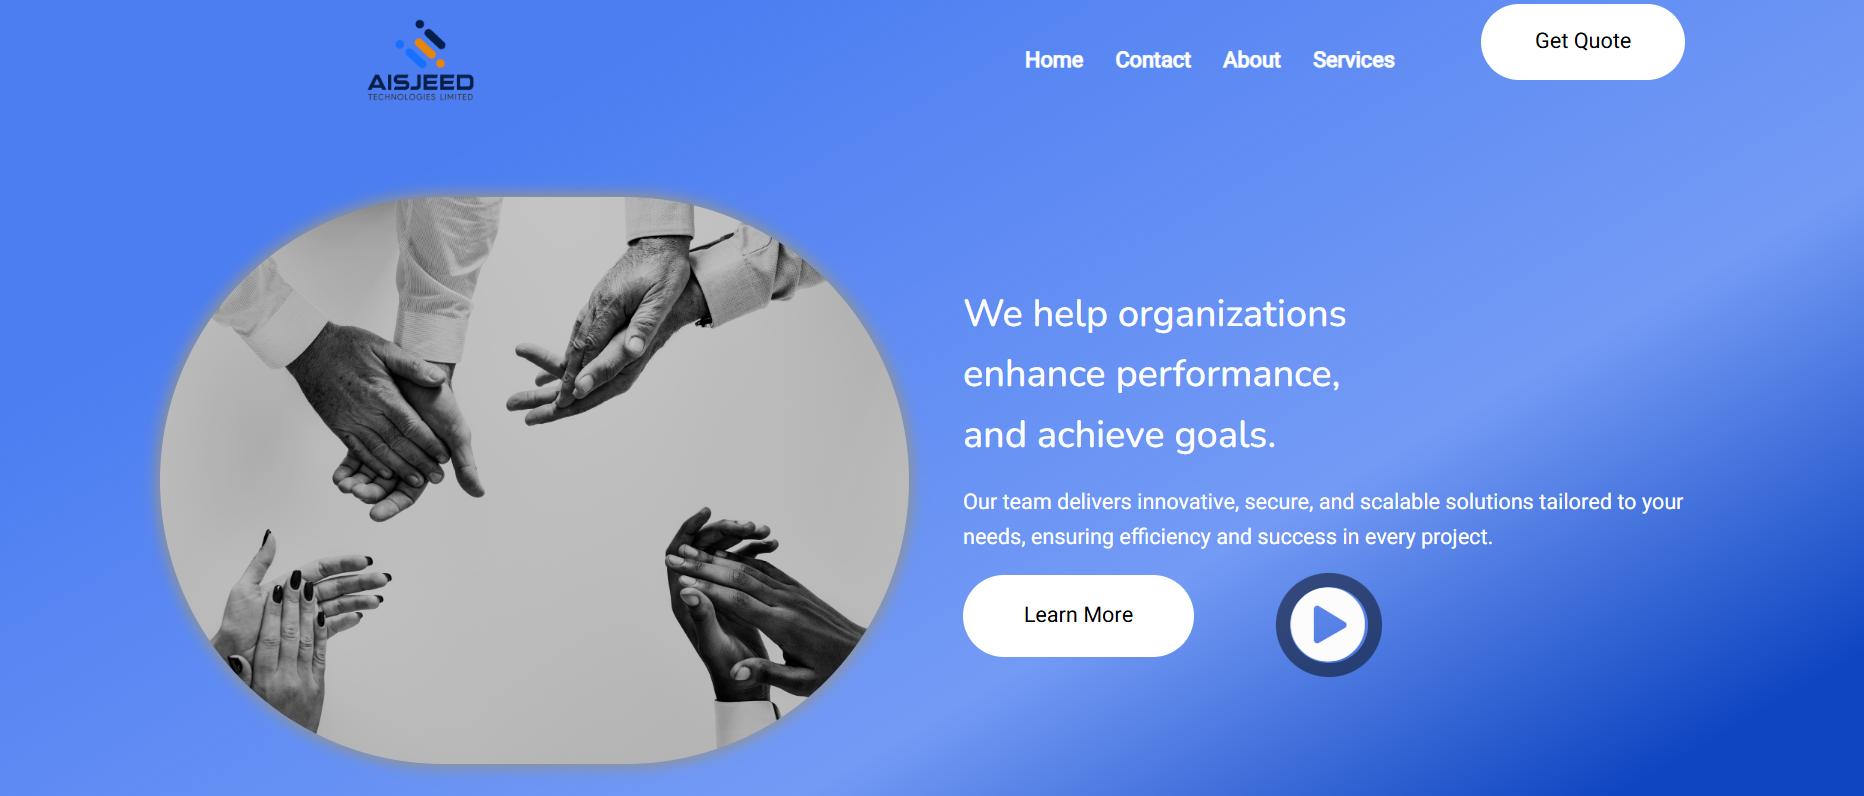 AISJEED
TECHNOLOGIES LIMITED
Home Contact About Services
Get Quote
We help organizations
enhance performance,
and achieve goals.
Our team delivers innovative, secure, and scalable solutions tailored to your
needs, ensuring efficiency and success in every project.
Learn More